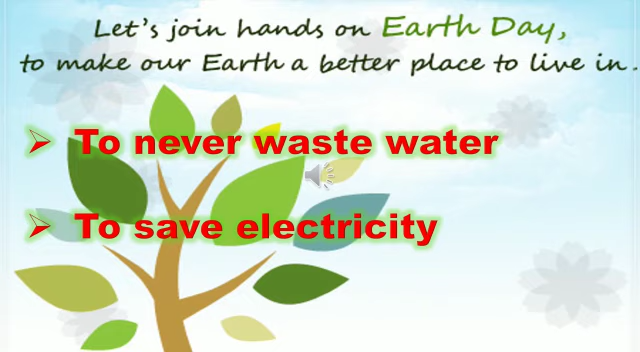 Let's join hands on Earth Day,
to make our Earth a better place to live in.
➢ To never waste water
➢ To save electricity